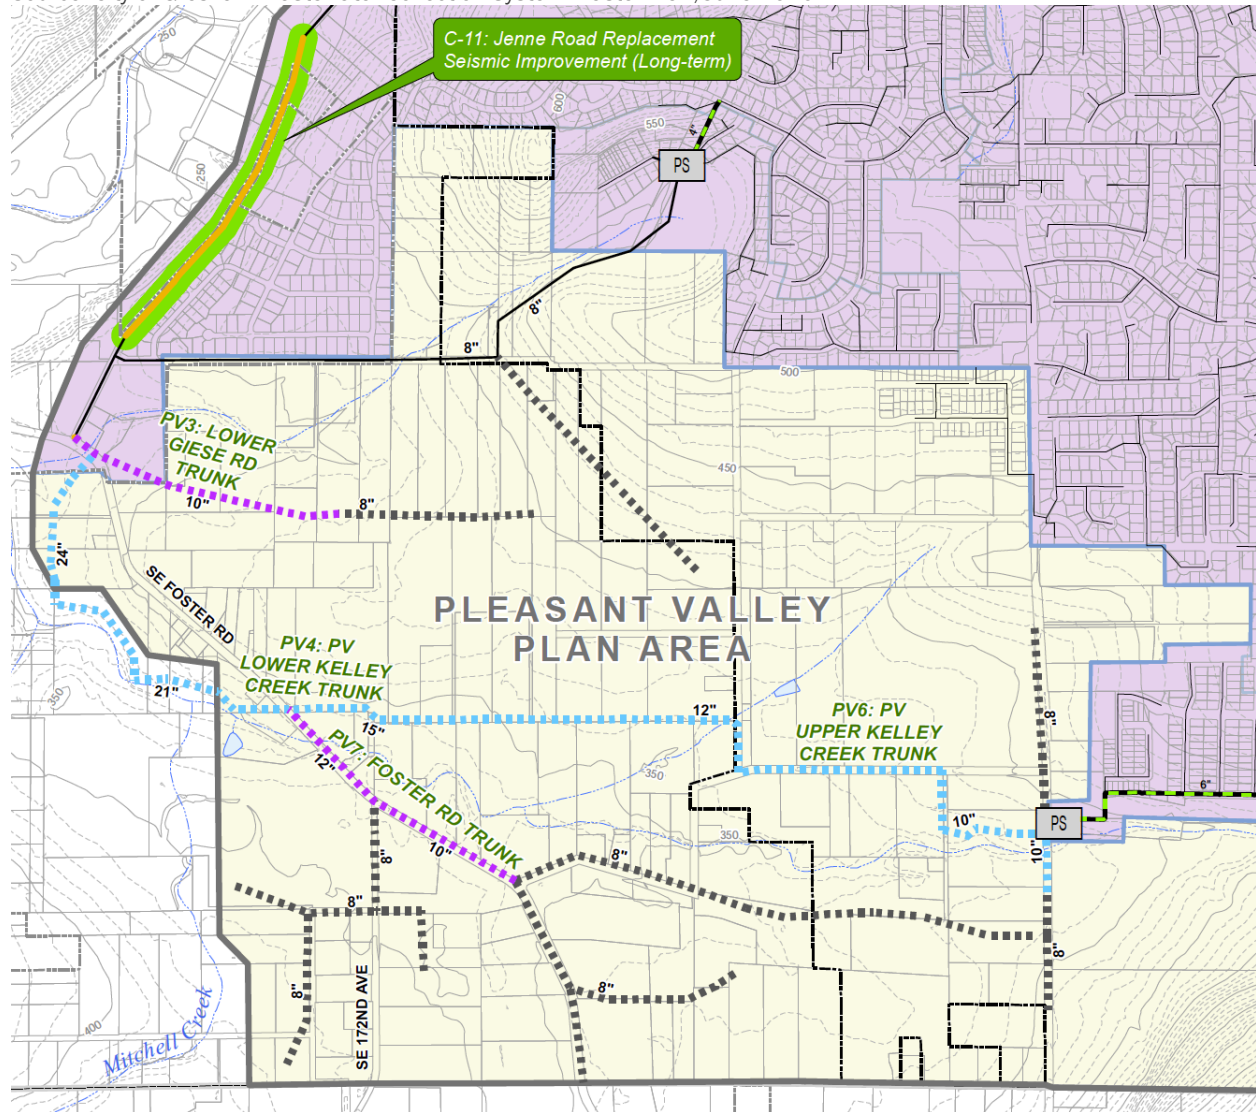 C-11: Jenne Road Replacement
Seismic Improvement (Long-term)
250
600
550
4"
PS
250
8"
8"
500
PV3: LOWER
GIESE RD
TRUNK
450
10"
8"
24"
SE FOSTER RD
PLEASANT VALLEY
PLAN AREA
PV4: PV
LOWER KELLEY
CREEK TRUNK
21"
350
15"
12"
PV6: PV
UPPER KELLEY
CREEK TRUNK
8"
PV7: FOSTER RD TRUNK
12"
350
6"
10"
PS
350
10"
10"
8"
8"
8"
8"
8"
8"
SE 172ND AVE
Mitchell Creek
400